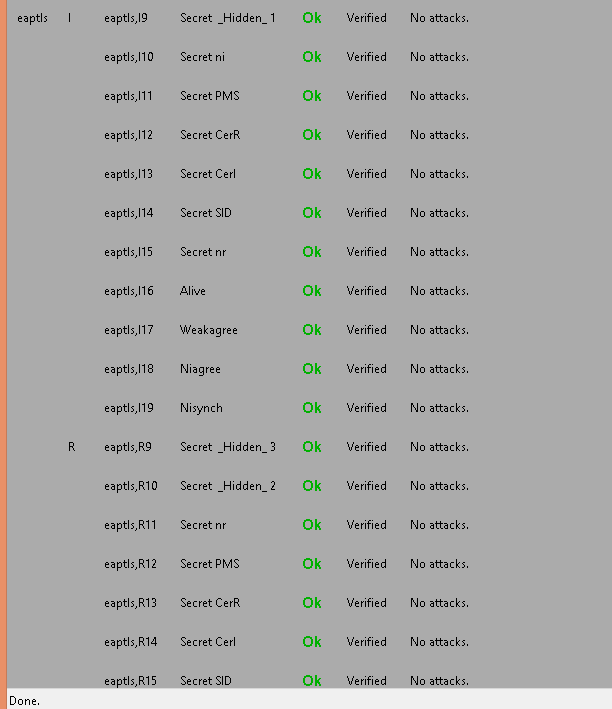 eaptls I eaptls,I9 Secret _Hidden_ 1 Ok Verified No attacks.
eaptls,I10 Secret ni Ok Verified No attacks.
eaptls,I11 Secret PMS Ok Verified No attacks.
eaptls,I12 Secret CerR Ok Verified No attacks.
eaptls,I13 Secret CerI Ok Verified No attacks.
eaptls,I14 Secret SID Ok Verified No attacks.
eaptls,I15 Secret nr Ok Verified No attacks.
eaptls,I16 Alive Ok Verified No attacks.
eaptls,I17 Weakagree Ok Verified No attacks.
eaptls,I18 Niagree Ok Verified No attacks.
eaptls,I19 Nisynch Ok Verified No attacks.
R eaptls,R9 Secret _Hidden_ 3 Ok Verified No attacks.
eaptls,R10 Secret _Hidden_ 2 Ok Verified No attacks.
eaptls,R11 Secret nr Ok Verified No attacks.
eaptls,R12 Secret PMS Ok Verified No attacks.
eaptls,R13 Secret CerR Ok Verified No attacks.
eaptls,R14 Secret CerI Ok Verified No attacks.
eaptls,R15 Secret SID Ok Verified No attacks.
Done.